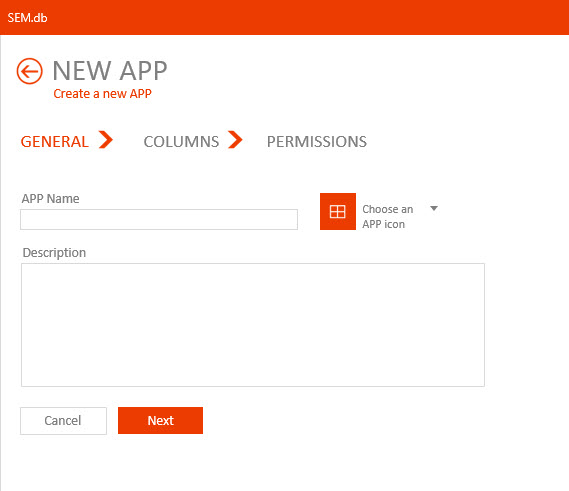 SEM.db
NEW APP
Create a new APP
GENERAL COLUMNS PERMISSIONS
APP Name
Choose an
APP icon
Description
Cancel Next